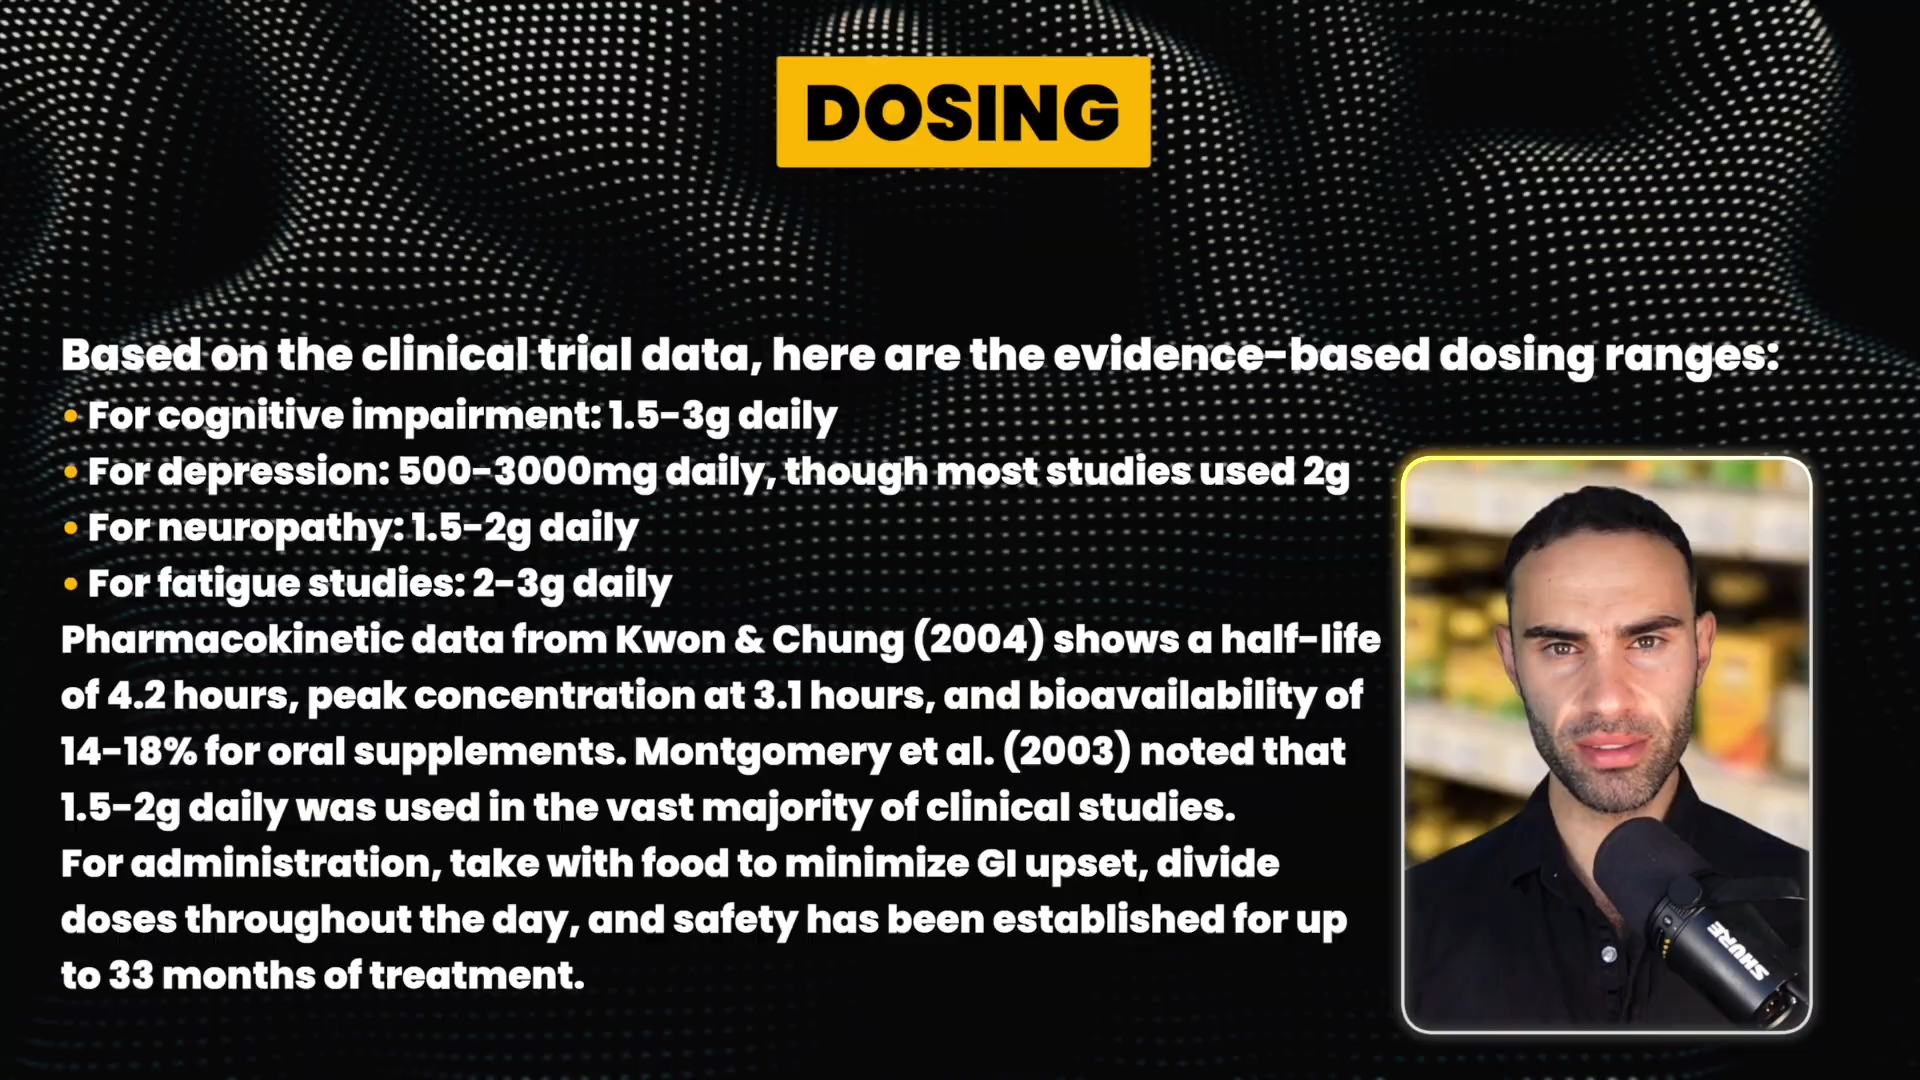 DOSING
Based on the clinical trial data, here are the evidence-based dosing ranges:
• For cognitive impairment: 1.5-3g daily
• For depression: 500-3000mg daily, though most studies used 2g
• For neuropathy: 1.5-2g daily
• For fatigue studies: 2-3g daily
Pharmacokinetic data from Kwon & Chung (2004) shows a half-life
of 4.2 hours, peak concentration at 3.1 hours, and bioavailability of
14-18% for oral supplements. Montgomery et al. (2003) noted that
1.5-2g daily was used in the vast majority of clinical studies.
For administration, take with food to minimize GI upset, divide
doses throughout the day, and safety has been established for up
to 33 months of treatment.
SHURE